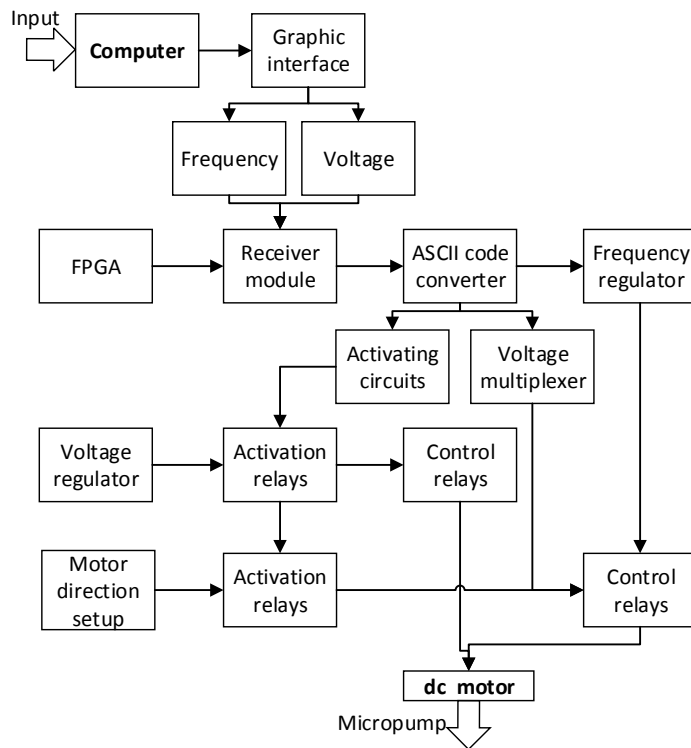 Input
Computer
Graphic
interface
Frequency
Voltage
FPGA
Receiver
module
ASCII code
converter
Frequency
regulator
Activating
circuits
Voltage
multiplexer
Voltage
regulator
Activation
relays
Control
relays
Motor
direction
setup
Activation
relays
Control
relays
dc motor
Micropump